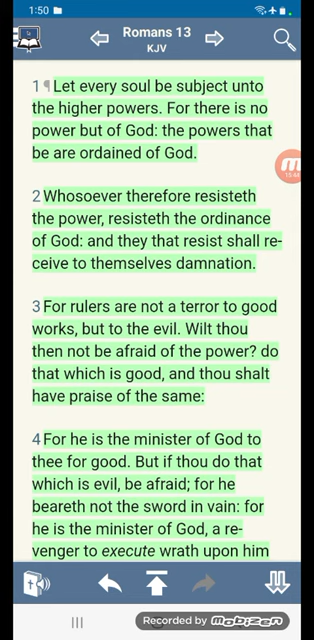 1:50
Romans 13
KJV
1 ¶ Let every soul be subject unto
the higher powers. For there is no
power but of God: the powers that
be are ordained of God.
2 Whosoever therefore resisteth
the power, resisteth the ordinance
of God: and they that resist shall re-
ceive to themselves damnation.
3 For rulers are not a terror to good
works, but to the evil. Wilt thou
then not be afraid of the power? do
that which is good, and thou shalt
have praise of the same:
4 For he is the minister of God to
thee for good. But if thou do that
which is evil, be afraid; for he
beareth not the sword in vain: for
he is the minister of God, a re-
venger to execute wrath upon him
Recorded by Mobizen